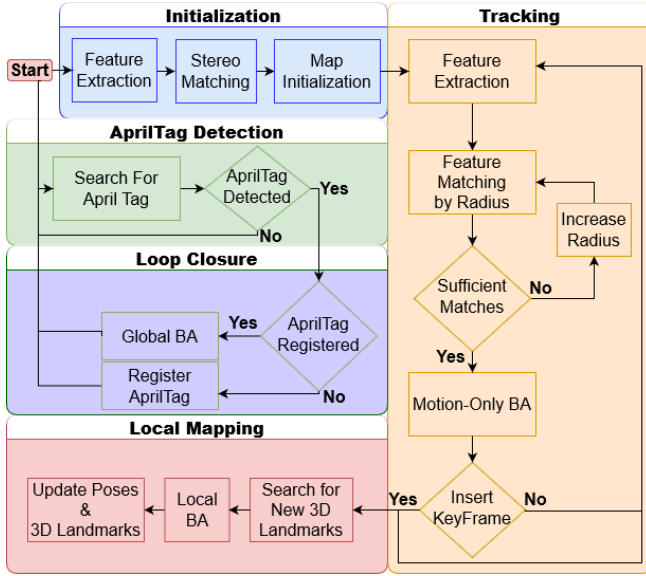 Initialization
Tracking
Start
Feature
Extraction
Stereo
Matching
Map
Initialization
Feature
Extraction
AprilTag Detection
Search For
April Tag
AprilTag
Detected
Yes
No
Feature
Matching
by Radius
Increase
Radius
Sufficient
Matches
No
Yes
Loop Closure
Global BA
Yes
AprilTag
Registered
Register
AprilTag
No
Motion-Only BA
Local Mapping
Update Poses
&
3D Landmarks
Local
BA
Search for
New 3D
Landmarks
Yes
Insert
KeyFrame
No